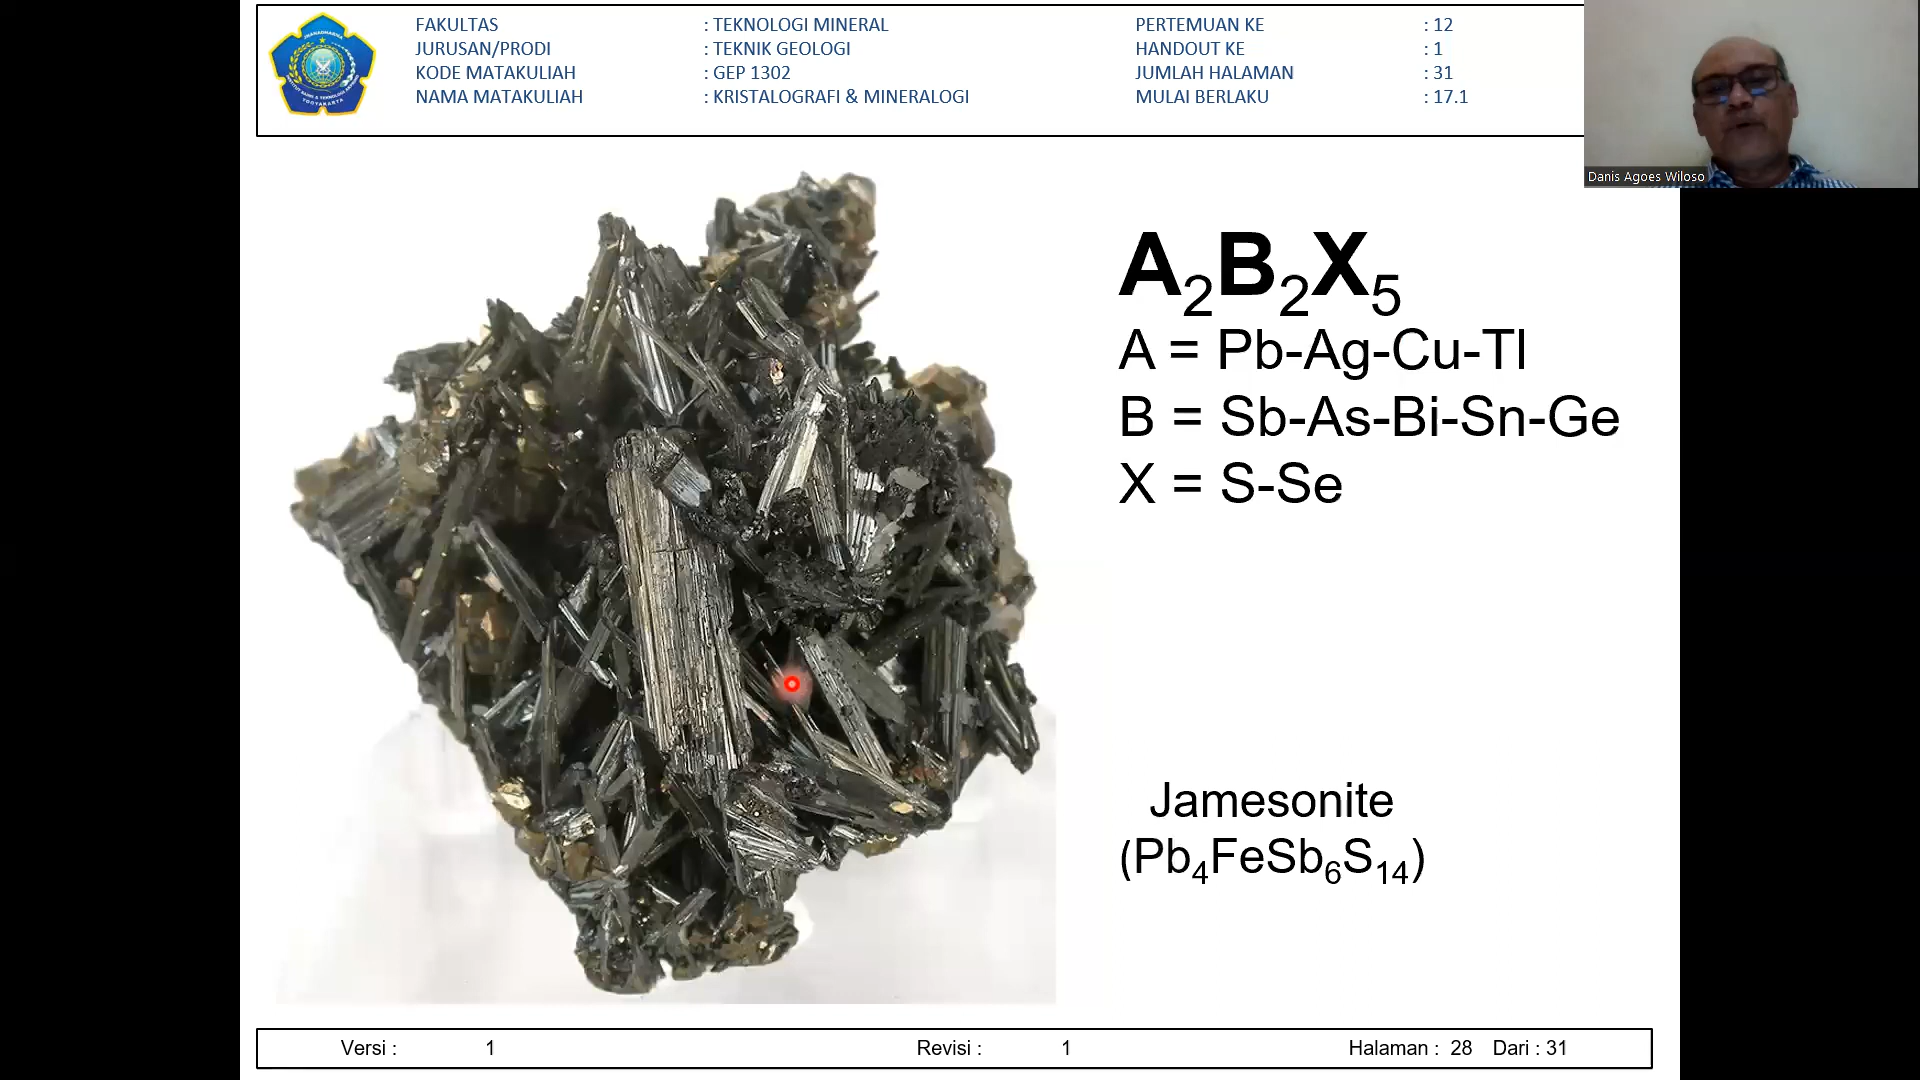 FAKULTAS : TEKNOLOGI MINERAL PERTEMUAN KE : 12
JURUSAN/PRODI : TEKNIK GEOLOGI HANDOUT KE : 1
KODE MATAKULIAH : GEP 1302 JUMLAH HALAMAN : 31
NAMA MATAKULIAH : KRISTALOGRAFI & MINERALOGI MULAI BERLAKU : 17.1
Danis Agoes Wiloso
A₂B₂X₅
A = Pb-Ag-Cu-Tl
B = Sb-As-Bi-Sn-Ge
X = S-Se
Jamesonite
(Pb₄FeSb₆S₁₄)
Versi : 1 Revisi : 1 Halaman : 28 Dari : 31